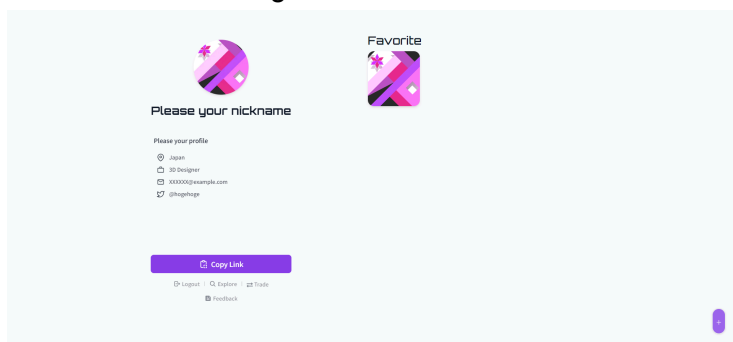 Favorite
Please your nickname
Please your profile
Japan
3D Designer
XXXXXX@example.com
@hogehoge
Copy Link
Logout | Explore | Trade
Feedback
+